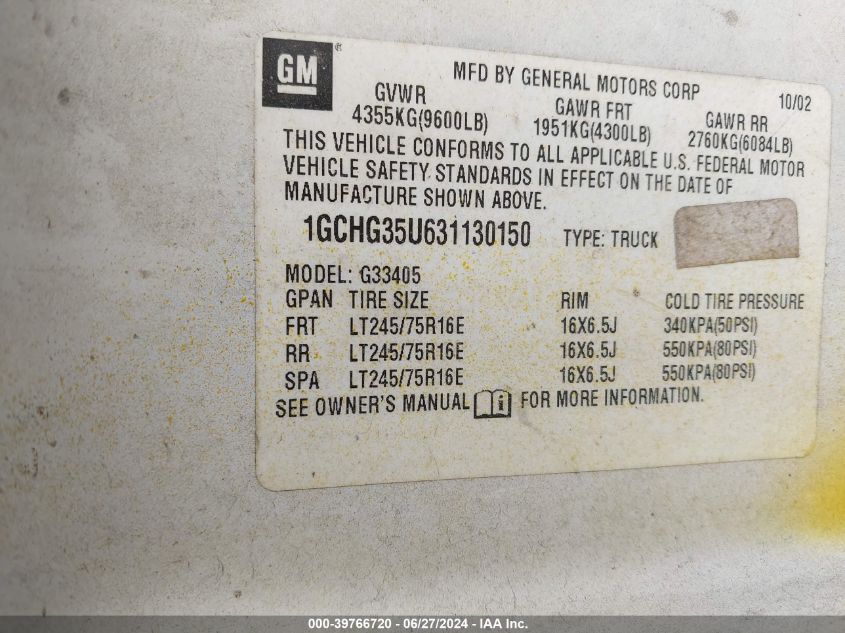 GM ®
MFD BY GENERAL MOTORS CORP 10/02
GVWR GAWR FRT GAWR RR
4355KG(9600LB) 1951KG(4300LB) 2760KG(6084LB)
THIS VEHICLE CONFORMS TO ALL APPLICABLE U.S. FEDERAL MOTOR
VEHICLE SAFETY STANDARDS IN EFFECT ON THE DATE OF
MANUFACTURE SHOWN ABOVE.
1GCHG35U631130150 TYPE: TRUCK
MODEL: G33405
GPAN TIRE SIZE RIM COLD TIRE PRESSURE
FRT LT245/75R16E 16X6.5J 340KPA(50PSI)
RR LT245/75R16E 16X6.5J 550KPA(80PSI)
SPA LT245/75R16E 16X6.5J 550KPA(80PSI)
SEE OWNER'S MANUAL i FOR MORE INFORMATION.
000-39766720 - 06/27/2024 - IAA Inc.